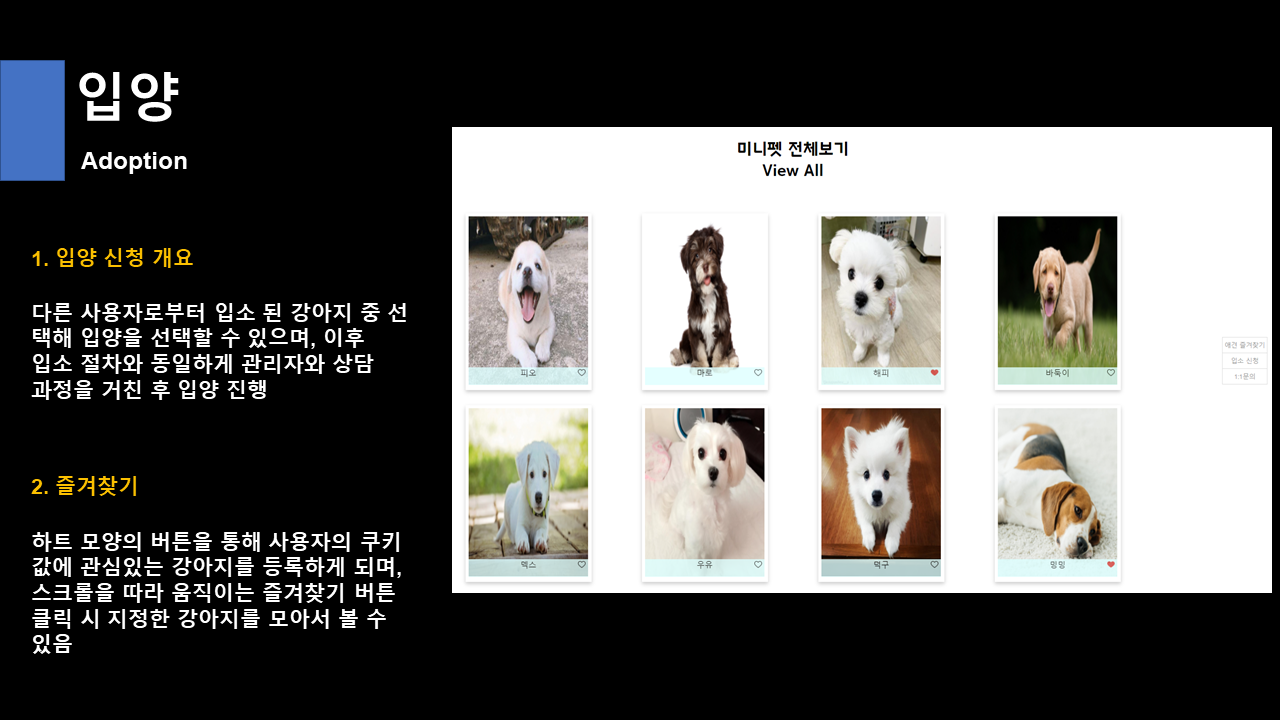 입양
Adoption
1. 입양 신청 개요
다른 사용자로부터 입소 된 강아지 중 선
택해 입양을 선택할 수 있으며, 이후
입소 절차와 동일하게 관리자와 상담
과정을 거친 후 입양 진행
2. 즐겨찾기
하트 모양의 버튼을 통해 사용자의 쿠키
값에 관심있는 강아지를 등록하게 되며,
스크롤을 따라 움직이는 즐겨찾기 버튼
클릭 시 지정한 강아지를 모아서 볼 수
있음
미니펫 전체보기
View All
피오
마로
해피
바둑이
애견 즐겨찾기
입소 신청
1:1문의
멕스
우유
덕구
밍밍